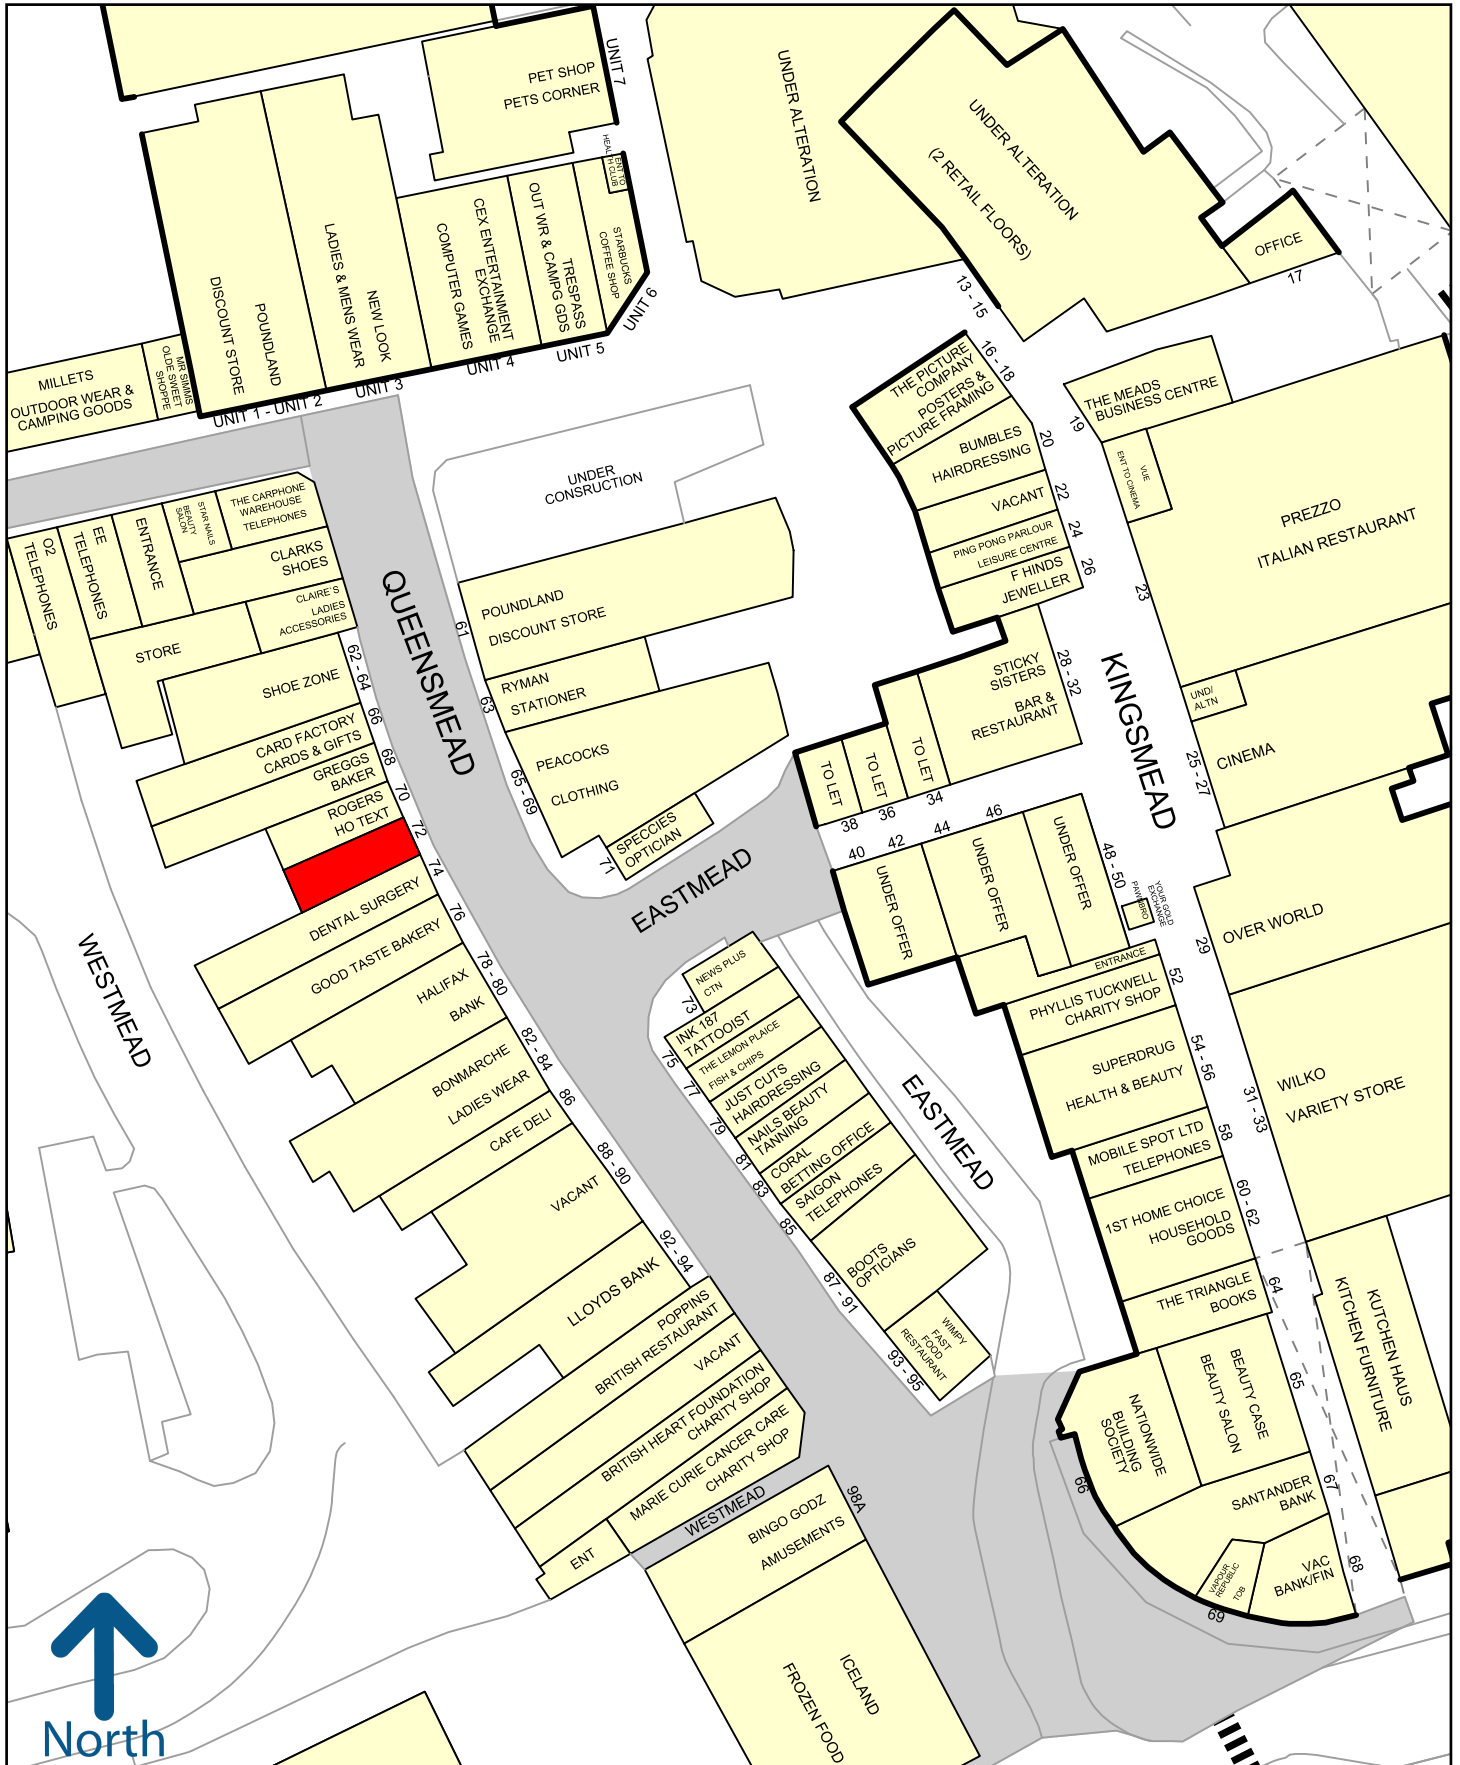 UNIT 7
PET SHOP
PETS CORNER
UNDER ALTERATION
UNDER ALTERATION
(2 RETAIL FLOORS)
OFFICE
17
13 - 15
ENT TO
HEALTH CLUB
DISCOUNT STORE
POUNDLAND
LADIES & MENS WEAR
NEW LOOK
COMPUTER GAMES
CEX ENTERTAINMENT
EXCHANGE
OUT WR & CAMPG GDS
TRESPASS
STARBUCKS
COFFEE SHOP
UNIT 6
UNIT 5
UNIT 4
UNIT 3
UNIT 1 - UNIT 2
MILLETS
OUTDOOR WEAR &
CAMPING GOODS
MR SIMMS
OLDE SWEET
SHOPPE
THE PICTURE
COMPANY
POSTERS &
PICTURE FRAMING
16 - 18
BUMBLES
HAIRDRESSING
20
VACANT
22
PING PONG PARLOUR
LEISURE CENTRE
24
F HINDS
JEWELLER
26
THE MEADS
BUSINESS CENTRE
19
VUE
ENT TO CINEMA
PREZZO
ITALIAN RESTAURANT
23
UNDER
CONSRUCTION
THE CARPHONE
WAREHOUSE
TELEPHONES
STAR NAILS
BEAUTY
SALON
ENTRANCE
EE
TELEPHONES
O2
TELEPHONES
CLARKS
SHOES
CLAIRE'S
LADIES
ACCESSORIES
STORE
SHOE ZONE
62 - 64
CARD FACTORY
CARDS & GIFTS
66
GREGGS
BAKER
68
ROGERS
HO TEXT
70
72
74
DENTAL SURGERY
GOOD TASTE BAKERY
76
HALIFAX
BANK
78 - 80
BONMARCHE
LADIES WEAR
82 - 84
CAFE DELI
86
VACANT
88 - 90
LLOYDS BANK
92 - 94
POPPINS
BRITISH RESTAURANT
VACANT
BRITISH HEART FOUNDATION
CHARITY SHOP
MARIE CURIE CANCER CARE
CHARITY SHOP
ENT
WESTMEAD
BINGO GODZ
AMUSEMENTS
98A
ICELAND
FROZEN FOOD
QUEENSMEAD
WESTMEAD
POUNDLAND
DISCOUNT STORE
61
RYMAN
STATIONER
63
PEACOCKS
CLOTHING
65 - 69
SPECCIES
OPTICIAN
71
EASTMEAD
NEWS PLUS
CTN
73
INK 187
TATTOOIST
75
THE LEMON PLAICE
FISH & CHIPS
77
JUST CUTS
HAIRDRESSING
79
NAILS BEAUTY
TANNING
81
CORAL
BETTING OFFICE
83
SAIGON
TELEPHONES
85
BOOTS
OPTICIANS
87 - 91
WIMPY
FAST
FOOD
RESTAURANT
93 - 95
EASTMEAD
STICKY
SISTERS
BAR &
RESTAURANT
28 - 32
TO LET
TO LET
TO LET
38
36
34
40
42
44
46
UNDER OFFER
UNDER OFFER
UNDER OFFER
48 - 50
KINGSMEAD
UND/
ALTN
CINEMA
25 - 27
OVER WORLD
29
YOUR GOLD
EXCHANGE
PAWNBRO
ENTRANCE
PHYLLIS TUCKWELL
CHARITY SHOP
52
SUPERDRUG
HEALTH & BEAUTY
54 - 56
MOBILE SPOT LTD
TELEPHONES
58
1ST HOME CHOICE
HOUSEHOLD
GOODS
60 - 62
THE TRIANGLE
BOOKS
64
WILKO
VARIETY STORE
31 - 33
KUTCHEN HAUS
KITCHEN FURNITURE
BEAUTY CASE
BEAUTY SALON
65
NATIONWIDE
BUILDING
SOCIETY
66
SANTANDER
BANK
67
VAC
BANK/FIN
68
VAPOUR
REPUBLIC
TOB
69
North